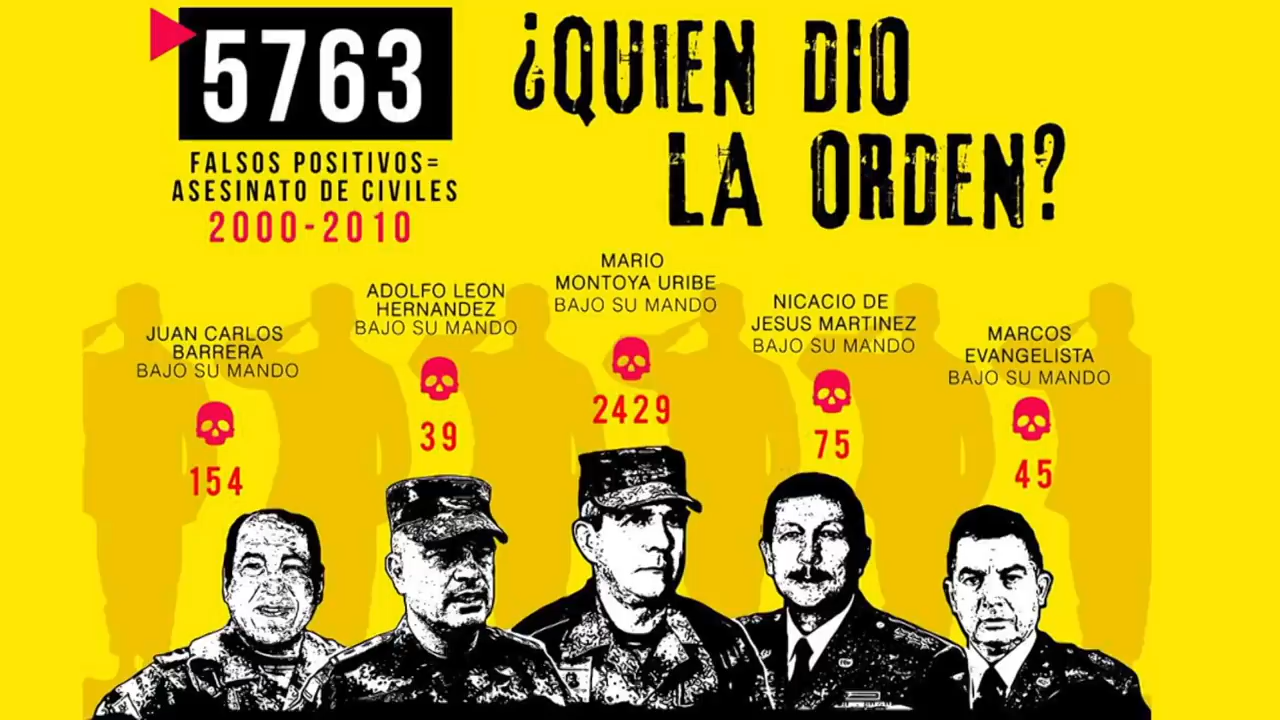 5763
FALSOS POSITIVOS=
ASESINATO DE CIVILES
2000-2010
¿QUIEN DIO
LA ORDEN?
JUAN CARLOS
BARRERA
BAJO SU MANDO
154
ADOLFO LEON
HERNANDEZ
BAJO SU MANDO
39
MARIO
MONTOYA URIBE
BAJO SU MANDO
2429
NICACIO DE
JESUS MARTINEZ
BAJO SU MANDO
75
MARCOS
EVANGELISTA
BAJO SU MANDO
45